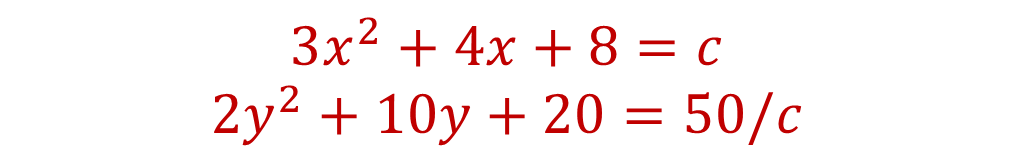 3x² + 4x + 8 = c
2y² + 10y + 20 = 50/c